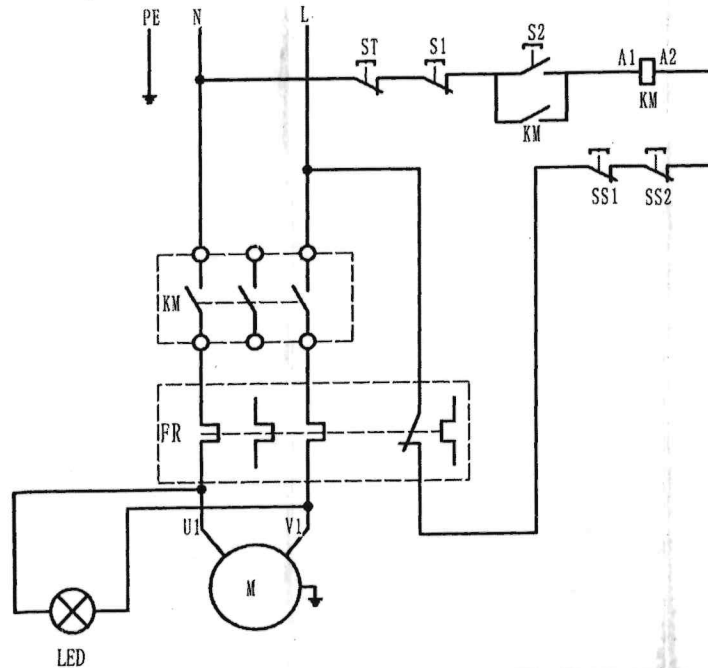 PE N L
ST S1 S2
A1 A2
KM
KM
SS1 SS2
KM
FR
U1 V1
M
LED